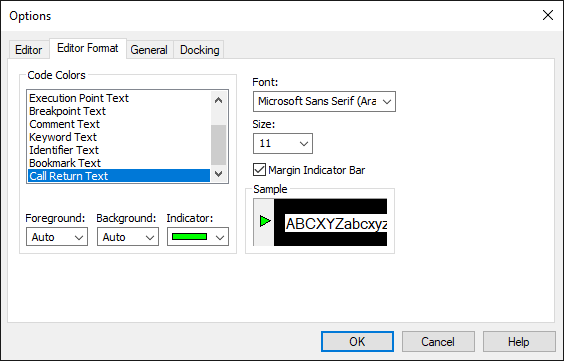 Options
Editor
Editor Format
General
Docking
Code Colors
Execution Point Text
Breakpoint Text
Comment Text
Keyword Text
Identifier Text
Bookmark Text
Call Return Text
Foreground:
Background:
Indicator:
Auto
Auto
Font:
Microsoft Sans Serif (Ara
Size:
11
Margin Indicator Bar
Sample
ABCXYZabcxyz
OK
Cancel
Help